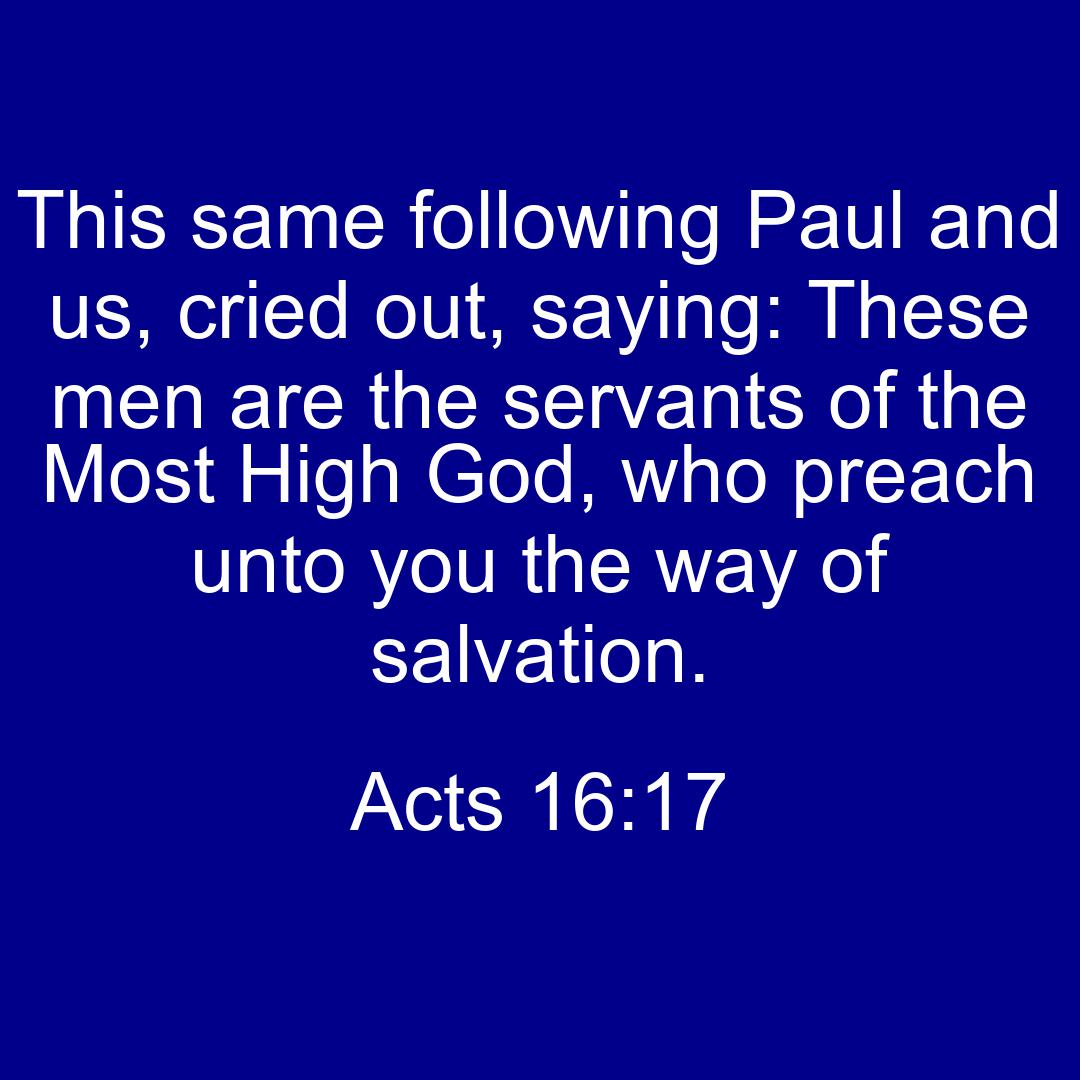 This same following Paul and
us, cried out, saying: These
men are the servants of the
Most High God, who preach
unto you the way of
salvation.
Acts 16:17